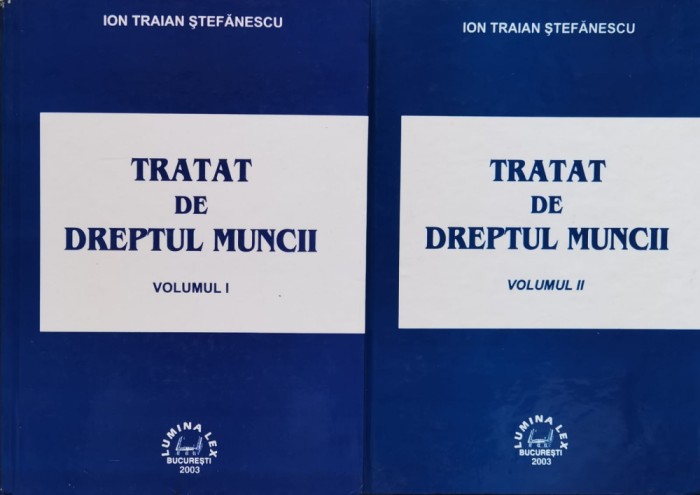 ION TRAIAN ŞTEFĂNESCU
TRATAT
DE
DREPTUL MUNCII
VOLUMUL I
LUMINA LEX
BUCUREŞTI
2003
ION TRAIAN ŞTEFĂNESCU
TRATAT
DE
DREPTUL MUNCII
VOLUMUL II
LUMINA LEX
BUCUREŞTI
2003